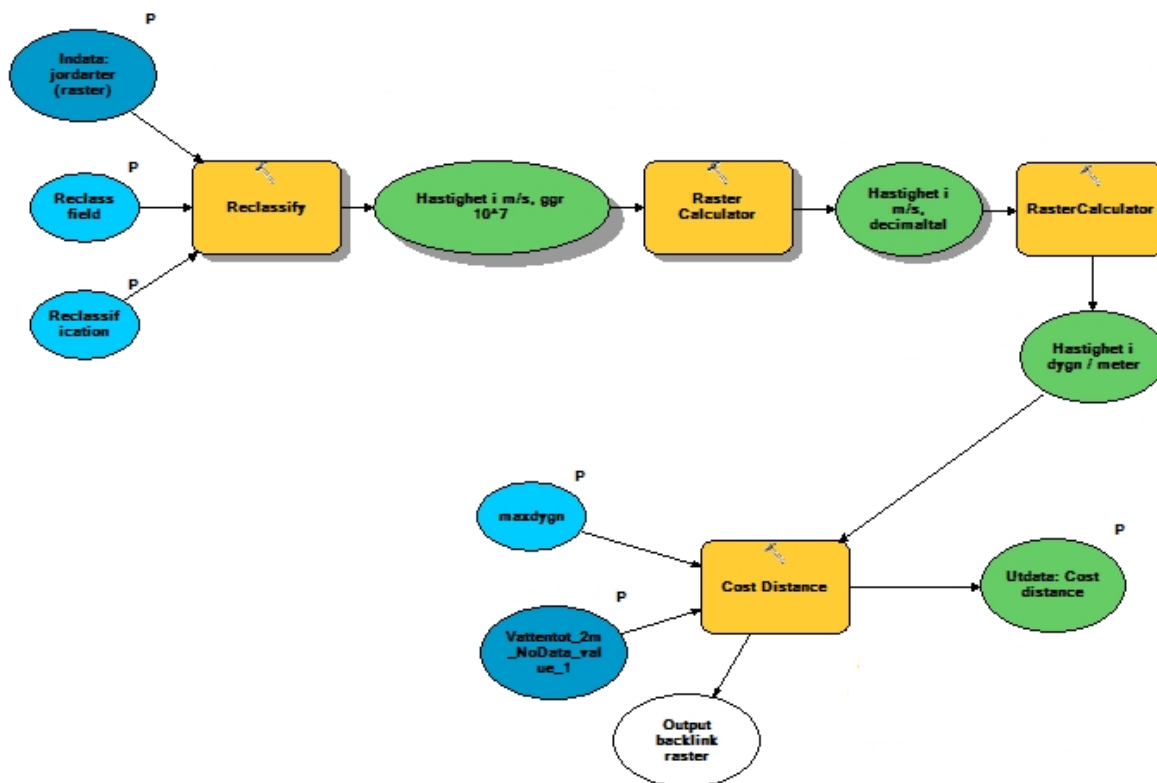 P
Indata:
jordarter
(raster)
P
Reclass
field
Reclassify
Hastighet i m/s, ggr
10^7
Raster
Calculator
Hastighet i
m/s,
decimaltal
RasterCalculator
P
Reclassif
ication
Hastighet i
dygn / meter
P
maxdygn
Cost Distance
P
Utdata: Cost
distance
P
Vattentot_2m
_NoData_val
ue_1
Output
backlink
raster